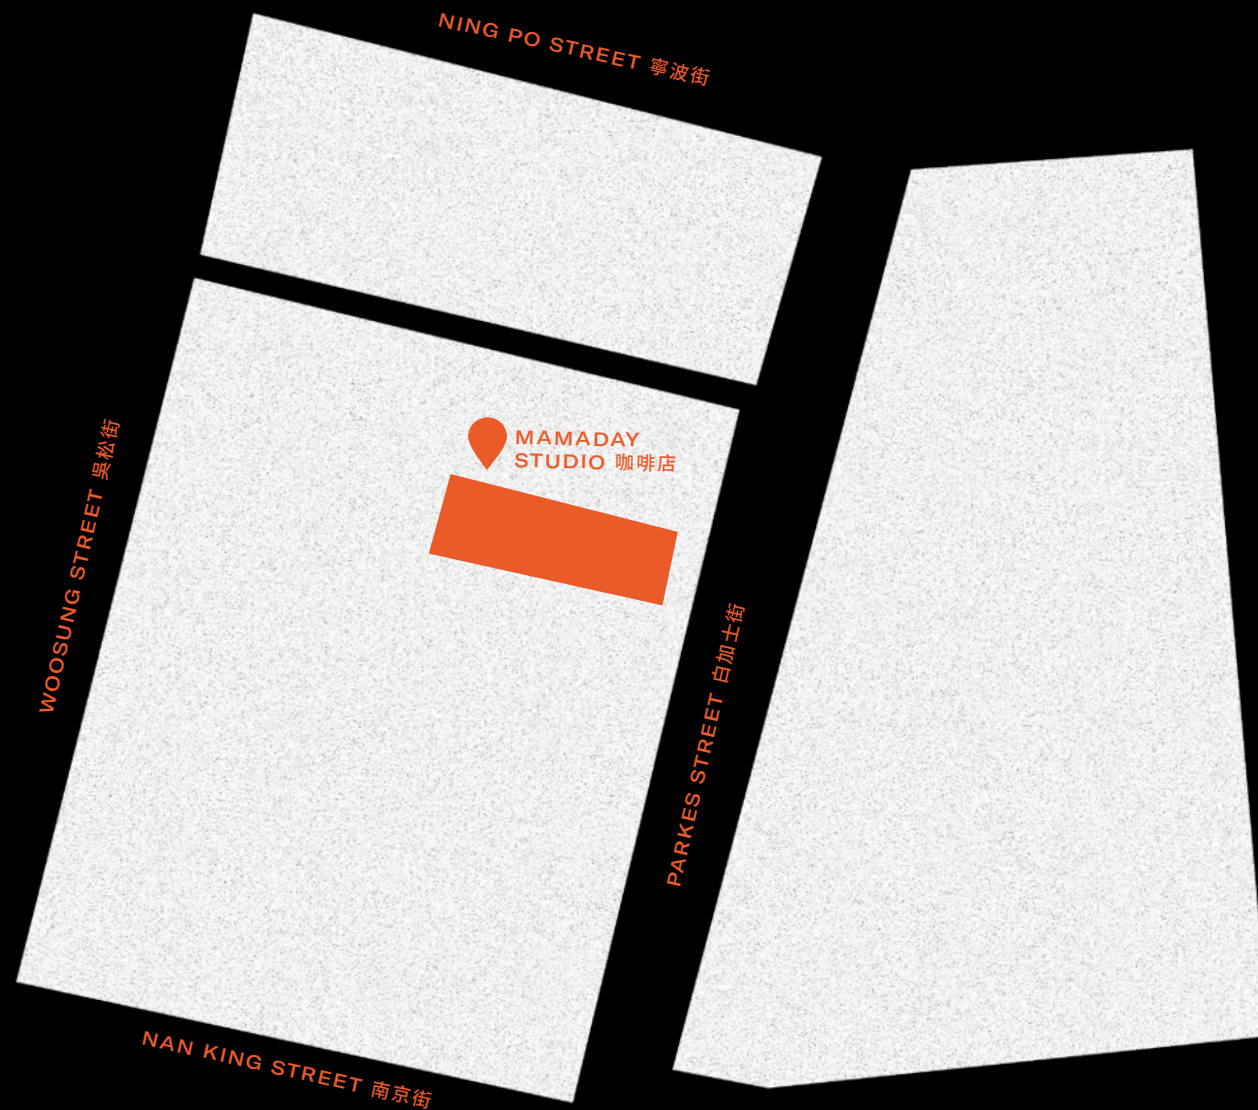 NING PO STREET 寧波街
MAMADAY
STUDIO 咖啡店
WOOSUNG STREET 吳松街
PARKES STREET 白加士街
NAN KING STREET 南京街